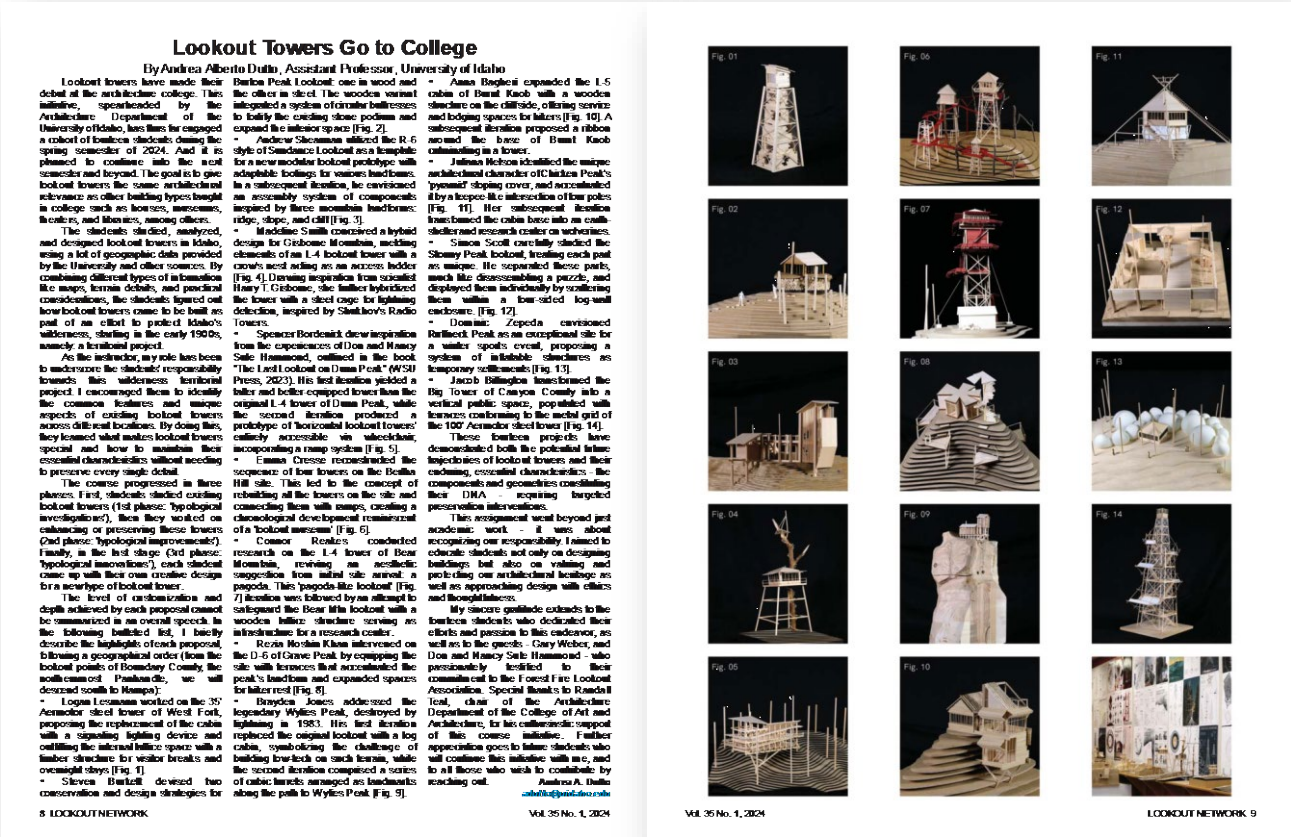 Lookout Towers Go to College
By Andrea Alberto Dutto, Assistant Professor, University of Idaho
Lookout towers have made their
debut at the architecture college. This
initiative, spearheaded by the
Architecture Department of the
University of Idaho, has thus far engaged
a cohort of fourteen students during the
spring semester of 2024. And it is
planned to continue into the next
semester and beyond. The goal is to give
lookout towers the same architectural
relevance as other building types taught
in college such as houses, museums,
theaters, and libraries, among others.
The students studied, analyzed,
and designed lookout towers in Idaho,
using a lot of geographic data provided
by the University and other sources. By
combining different types of information
like maps, terrain details, and practical
considerations, the students figured out
how lookout towers came to be built as
part of an effort to protect Idaho's
wilderness, starting in the early 1900s,
namely: a territorial project.
As the instructor, my role has been
to underscore the students' responsibility
towards this wilderness territorial
project. I encouraged them to identify
the common features and unique
aspects of existing lookout towers
across different locations. By doing this,
they learned what makes lookout towers
special and how to maintain their
essential characteristics without needing
to preserve every single detail.
The course progressed in three
phases. First, students studied existing
lookout towers (1st phase: 'typological
investigations'), then they worked on
enhancing or preserving these towers
(2nd phase: 'typological improvements').
Finally, in the last stage (3rd phase:
'typological innovations'), each student
came up with their own creative design
for a new type of lookout tower.
The level of customization and
depth achieved by each proposal cannot
be summarized in an overall speech. In
the following bulleted list, I briefly
describe the highlights of each proposal,
following a geographical order (from the
lookout points of Boundary County, the
northernmost Panhandle, we will
descend south to Nampa):
• Logan Lesmann worked on the 35'
Aermotor steel tower of West Fork,
proposing the replacement of the cabin
with a signaling lighting device and
outfitting the internal lattice space with a
timber structure for visitor breaks and
overnight stays [Fig. 1].
• Steven Burkett devised two
conservation and design strategies for
Burton Peak Lookout: one in wood and
the other in steel. The wooden variant
integrated a system of circular buttresses
to fortify the existing stone podium and
expand the interior space [Fig. 2].
• Andrew Shearman utilized the R-6
style of Sundance Lookout as a template
for a new modular lookout prototype with
adaptable footings for various landforms.
In a subsequent iteration, he envisioned
an assembly system of components
inspired by three mountain landforms:
ridge, slope, and cliff [Fig. 3].
• Madeline Smith conceived a hybrid
design for Gisborne Mountain, melding
elements of an L-4 lookout tower with a
crow's nest acting as an access ladder
[Fig. 4]. Drawing inspiration from scientist
Harry T. Gisborne, she further hybridized
the tower with a steel cage for lightning
detection, inspired by Shukhov's Radio
Towers.
• Spencer Bordenick drew inspiration
from the experiences of Don and Nancy
Sule Hammond, outlined in the book
"The Last Lookout on Dunn Peak" (WSU
Press, 2023). His first iteration yielded a
taller and better-equipped tower than the
original L-4 tower of Dunn Peak, while
the second iteration produced a
prototype of 'horizontal lookout towers'
entirely accessible via wheelchair,
incorporating a ramp system [Fig. 5].
• Emma Cresse reconstructed the
sequence of four towers on the Bertha
Hill site. This led to the concept of
rebuilding all the towers on the site and
connecting them with ramps, creating a
chronological development reminiscent
of a 'lookout museum' [Fig. 6].
• Connor Reakes conducted
research on the L-4 tower of Bear
Mountain, reviving an aesthetic
suggestion from initial site arrival: a
pagoda. This 'pagoda-like lookout' [Fig.
7] iteration was followed by an attempt to
safeguard the Bear Mtn lookout with a
wooden lattice structure serving as
infrastructure for a research center.
• Rezia Noshin Khan intervened on
the D-6 of Grave Peak by equipping the
site with terraces that accentuated the
peak's landform and expanded spaces
for hiker rest [Fig. 8].
• Brayden Jones addressed the
legendary Wylies Peak, destroyed by
lightning in 1983. His first iteration
replaced the original lookout with a log
cabin, symbolizing the challenge of
building low-tech on such terrain, while
the second iteration comprised a series
of cubic turrets arranged as landmarks
along the path to Wylies Peak [Fig. 9].
• Anna Bagheri expanded the L-5
cabin of Burnt Knob with a wooden
structure on the cliffside, offering service
and lodging spaces for hikers [Fig. 10]. A
subsequent iteration proposed a ribbon
around the base of Burnt Knob
culminating in a tower.
• Juliana Nelson identified the unique
architectural character of Chicken Peak's
'pyramid' sloping cover, and accentuated
it by a teepee-like intersection of four poles
[Fig. 11]. Her subsequent iteration
transformed the cabin base into an earth-
shelter and research center on wolverines.
• Simon Scott carefully studied the
Stormy Peak lookout, treating each part
as unique. He separated these parts,
much like disassembling a puzzle, and
displayed them individually by scattering
them within a four-sided log-wall
enclosure. [Fig. 12].
• Dominic Zepeda envisioned
Ruffneck Peak as an exceptional site for
a winter sports event, proposing a
system of inflatable structures as
temporary settlements [Fig. 13].
• Jacob Billington transformed the
Big Tower of Canyon County into a
vertical public space, populated with
terraces conforming to the metal grid of
the 100' Aermotor steel tower [Fig. 14].
These fourteen projects have
demonstrated both the potential future
trajectories of lookout towers and their
enduring, essential characteristics - the
components and geometries constituting
their DNA - requiring targeted
preservation interventions.
This assignment went beyond just
academic work - it was about
recognizing our responsibility. I aimed to
educate students not only on designing
buildings but also on valuing and
protecting our architectural heritage as
well as approaching design with ethics
and thoughtfulness.
My sincere gratitude extends to the
fourteen students who dedicated their
efforts and passion to this endeavor, as
well as to the guests - Gary Weber, and
Don and Nancy Sule Hammond - who
passionately testified to their
commitment to the Forest Fire Lookout
Association. Special thanks to Randall
Teal, chair of the Architecture
Department of the College of Art and
Architecture, for his enthusiastic support
of this course initiative. Further
appreciation goes to future students who
will continue this initiative with me, and
to all those who wish to contribute by
reaching out.
Andrea A. Dutto
8 LOOKOUT NETWORK
Vol. 35 No. 1, 2024
Fig. 01
Fig. 06
Fig. 11
Fig. 02
Fig. 07
Fig. 12
Fig. 03
Fig. 08
Fig. 13
Fig. 04
Fig. 09
Fig. 14
Fig. 05
Fig. 10
Vol. 35 No. 1, 2024
LOOKOUT NETWORK 9